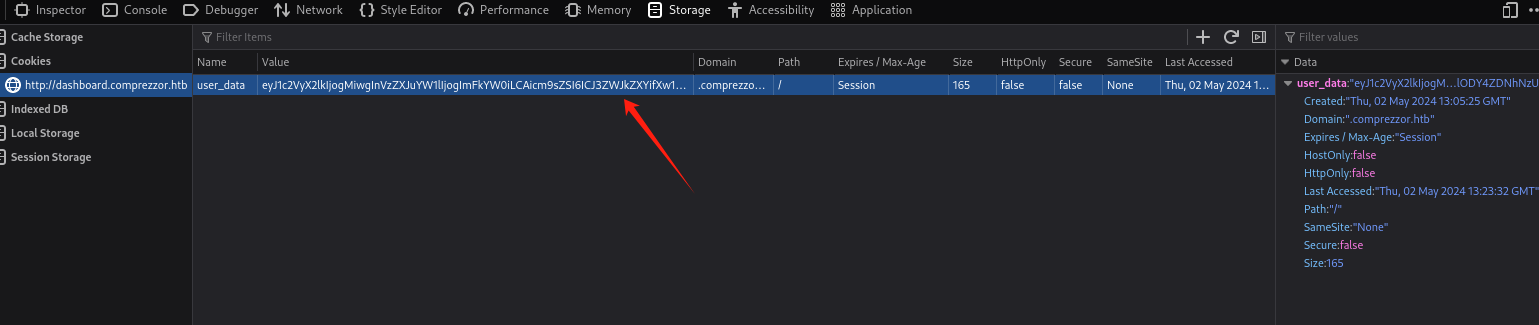 Inspector Console Debugger Network Style Editor Performance Memory Storage Accessibility Application
Cache Storage
Cookies
http://dashboard.comprezzor.htb
Indexed DB
Local Storage
Session Storage
Filter Items
Name Value Domain Path Expires / Max-Age Size HttpOnly Secure SameSite Last Accessed
user_data eyJ1c2VyX2lkIjogMiwgInVzZXJuYW1lIjogImFkYW0iLCAicm9sZSI6ICJ3ZWJkZXYifXw1... .comprezzo... / Session 165 false false None Thu, 02 May 2024 1...
Filter values
Data
user_data:"eyJ1c2VyX2lkIjogM...lODY4ZDNhNzU
Created:"Thu, 02 May 2024 13:05:25 GMT"
Domain:".comprezzor.htb"
Expires / Max-Age:"Session"
HostOnly:false
HttpOnly:false
Last Accessed:"Thu, 02 May 2024 13:23:32 GMT"
Path:"/"
SameSite:"None"
Secure:false
Size:165